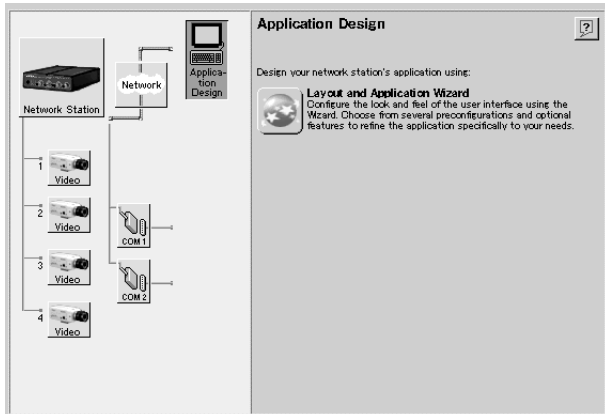 Network Station
Network
Applica-
tion
Design
1
Video
2
Video
3
Video
4
Video
COM 1
COM 2
Application Design
?
Design your network station's application using:
Layout and Application Wizard
Configure the look and feel of the user interface using the
Wizard. Choose from several preconfigurations and optional
features to refine the application specifically to your needs.